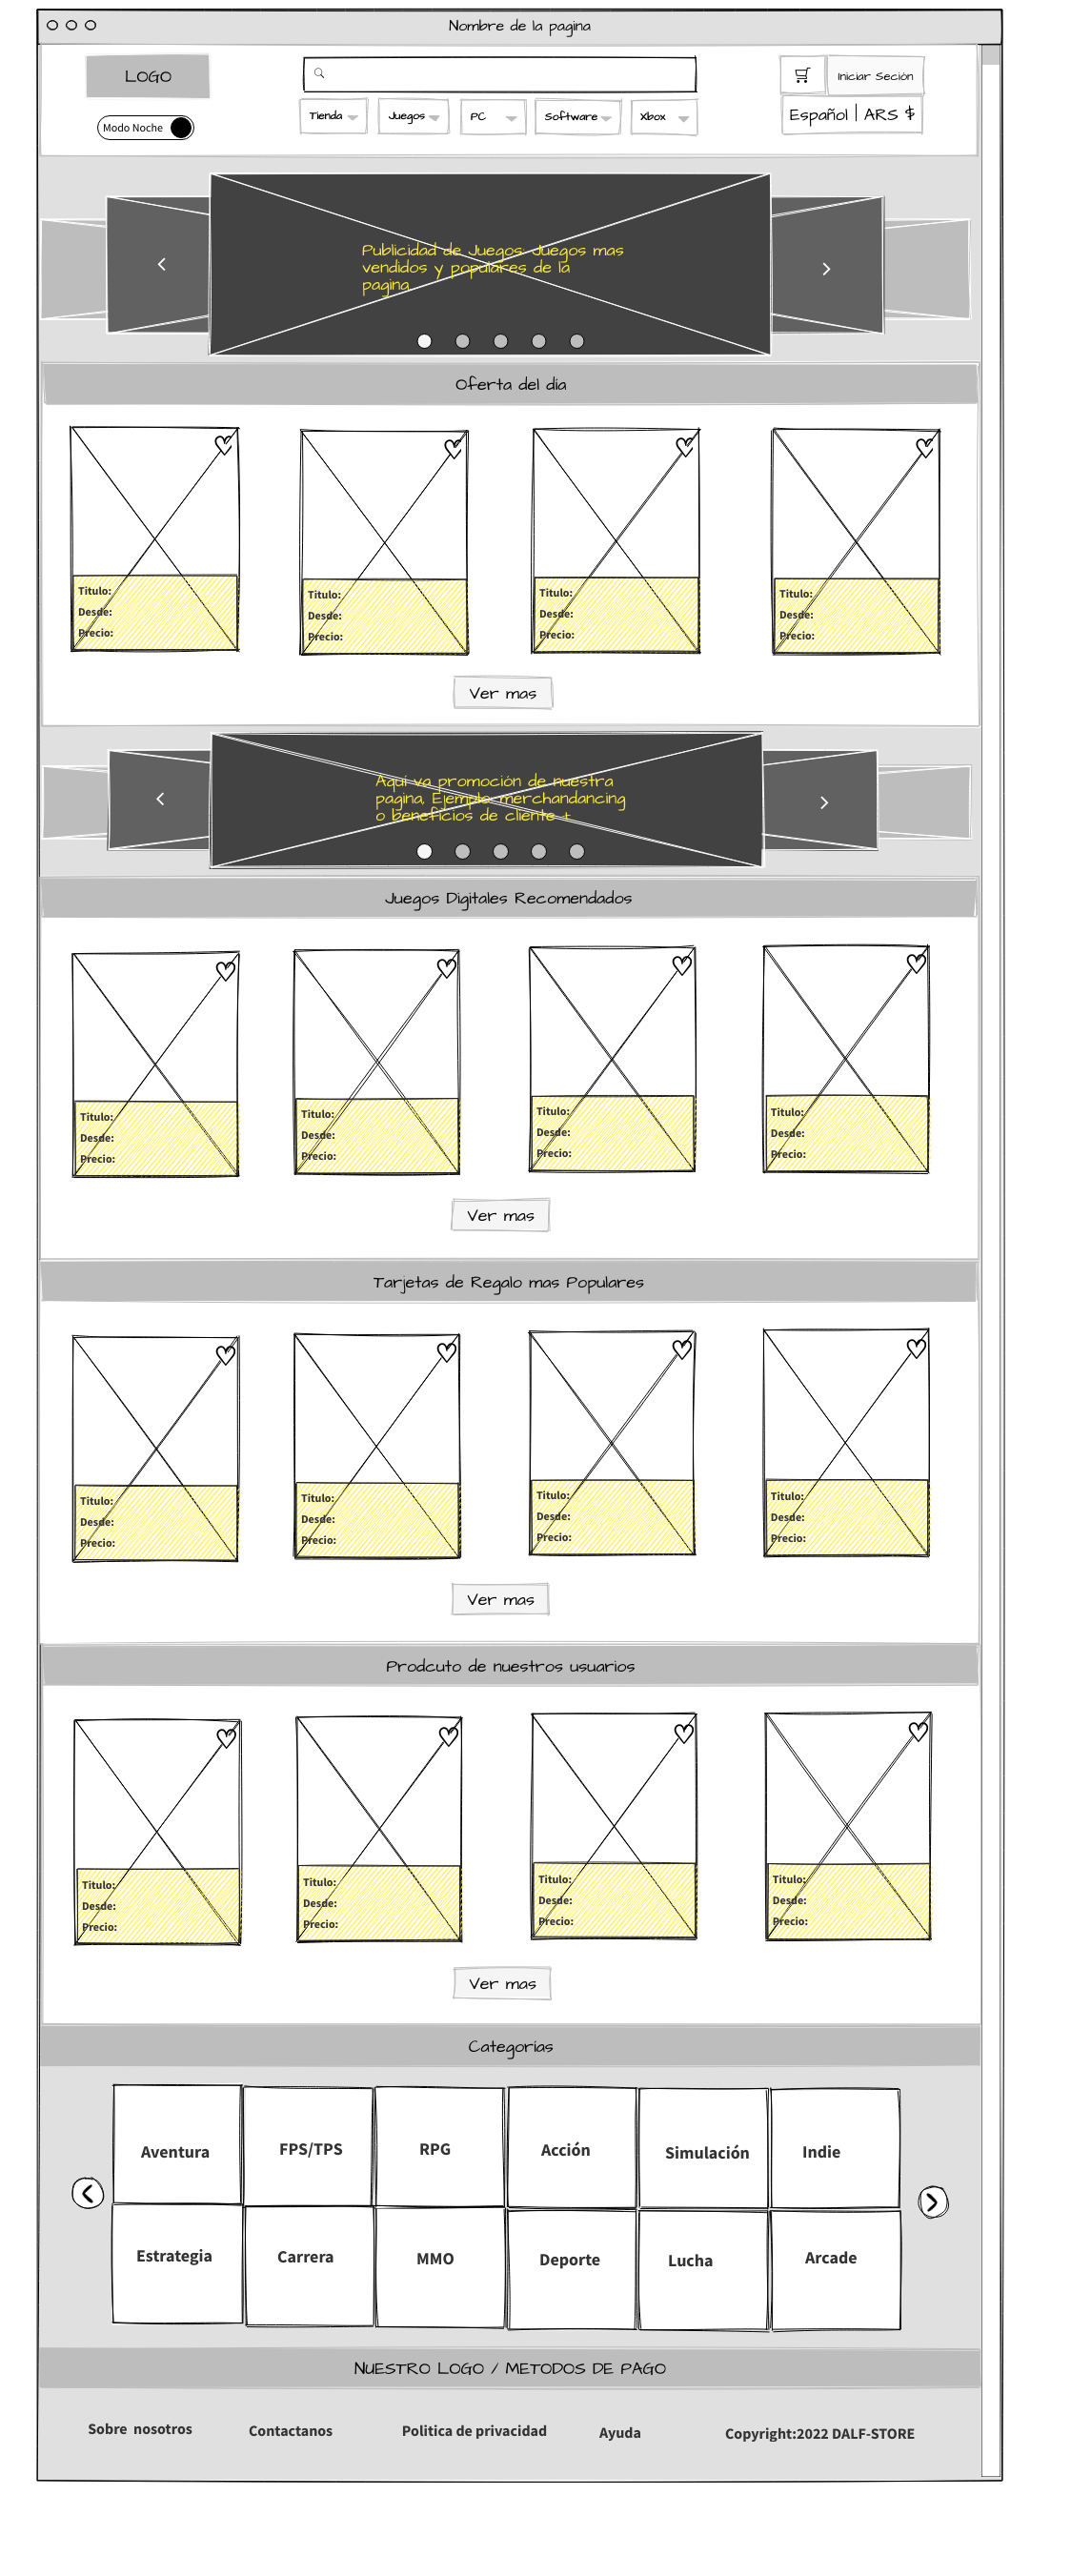 Nombre de la pagina
LOGO
Modo Noche
Tienda
Juegos
PC
Software
Xbox
Iniciar Seción
Español | ARS $
Publicidad de Juegos: Juegos mas
vendidos y populares de la
pagina.
Oferta del día
Titulo:
Desde:
Precio:
Titulo:
Desde:
Precio:
Titulo:
Desde:
Precio:
Titulo:
Desde:
Precio:
Ver mas
Aquí va promoción de nuestra
pagina, Ejemplo merchandancing
o beneficios de cliente +
Juegos Digitales Recomendados
Titulo:
Desde:
Precio:
Titulo:
Desde:
Precio:
Titulo:
Desde:
Precio:
Titulo:
Desde:
Precio:
Ver mas
Tarjetas de Regalo mas Populares
Titulo:
Desde:
Precio:
Titulo:
Desde:
Precio:
Titulo:
Desde:
Precio:
Titulo:
Desde:
Precio:
Ver mas
Prodcuto de nuestros usuarios
Titulo:
Desde:
Precio:
Titulo:
Desde:
Precio:
Titulo:
Desde:
Precio:
Titulo:
Desde:
Precio:
Ver mas
Categorías
Aventura
FPS/TPS
RPG
Acción
Simulación
Indie
Estrategia
Carrera
MMO
Deporte
Lucha
Arcade
NUESTRO LOGO / METODOS DE PAGO
Sobre nosotros
Contactanos
Politica de privacidad
Ayuda
Copyright:2022 DALF-STORE